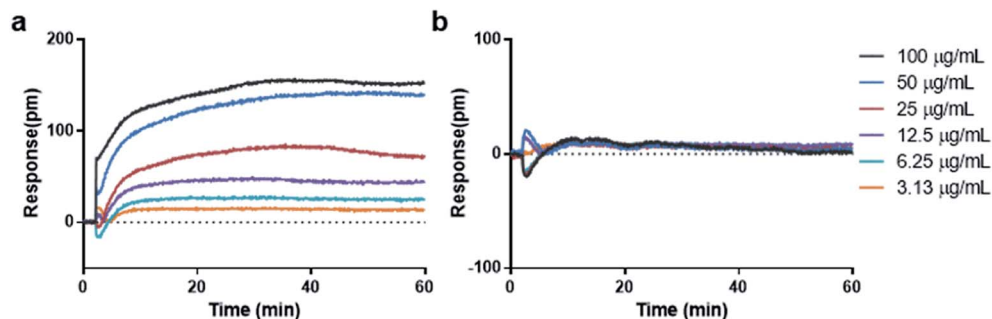 a
200
100
0
Response(pm)
0 20 40 60
Time (min)
b
100
0
-100
Response(pm)
0 20 40 60
Time (min)
100 µg/mL
50 µg/mL
25 µg/mL
12.5 µg/mL
6.25 µg/mL
3.13 µg/mL